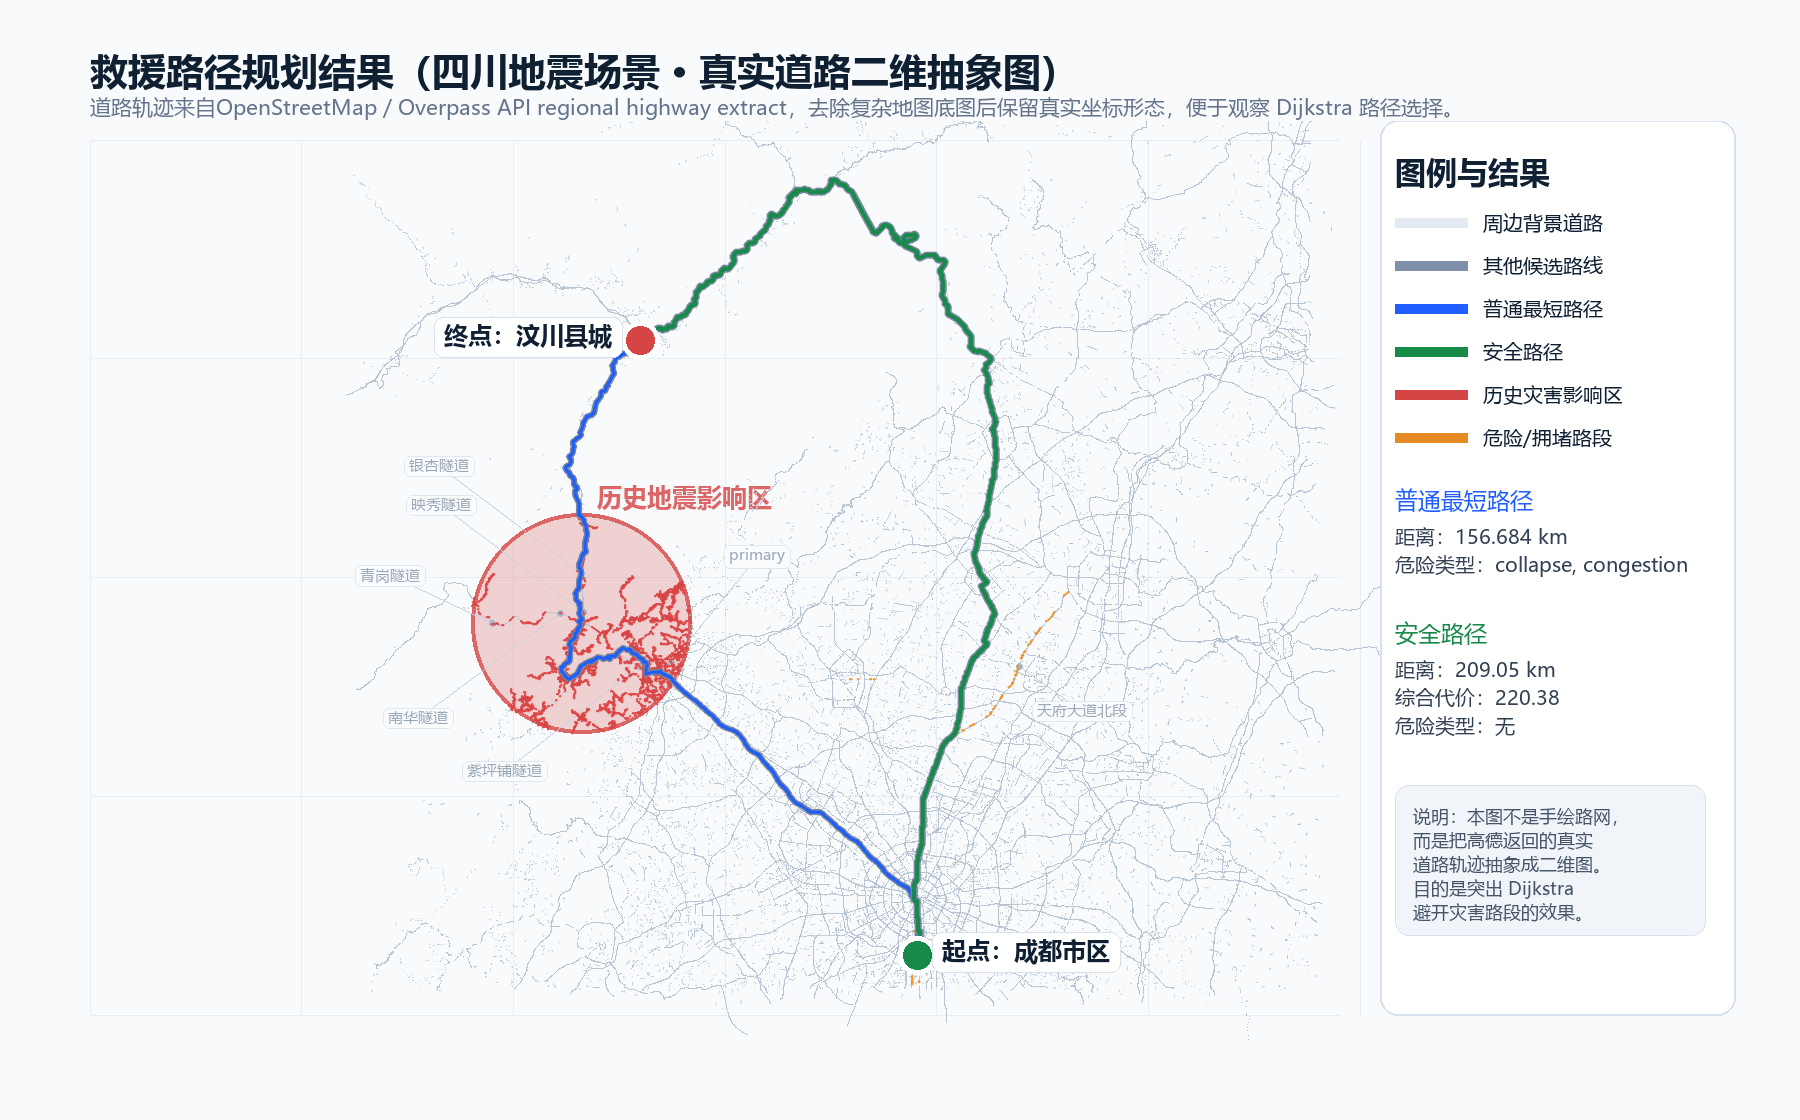 救援路径规划结果（四川地震场景 • 真实道路二维抽象图）
道路轨迹来自OpenStreetMap / Overpass API regional highway extract，去除复杂地图底图后保留真实坐标形态，便于观察 Dijkstra 路径选择。
终点：汶川县城
银杏隧道
历史地震影响区
映秀隧道
primary
青岗隧道
南华隧道
天府大道北段
紫坪铺隧道
起点：成都市区
图例与结果
周边背景道路
其他候选路线
普通最短路径
安全路径
历史灾害影响区
危险/拥堵路段
普通最短路径
距离：156.684 km
危险类型：collapse, congestion
安全路径
距离：209.05 km
综合代价：220.38
危险类型：无
说明：本图不是手绘路网，
而是把高德返回的真实
道路轨迹抽象成二维图。
目的是突出 Dijkstra
避开灾害路段的效果。